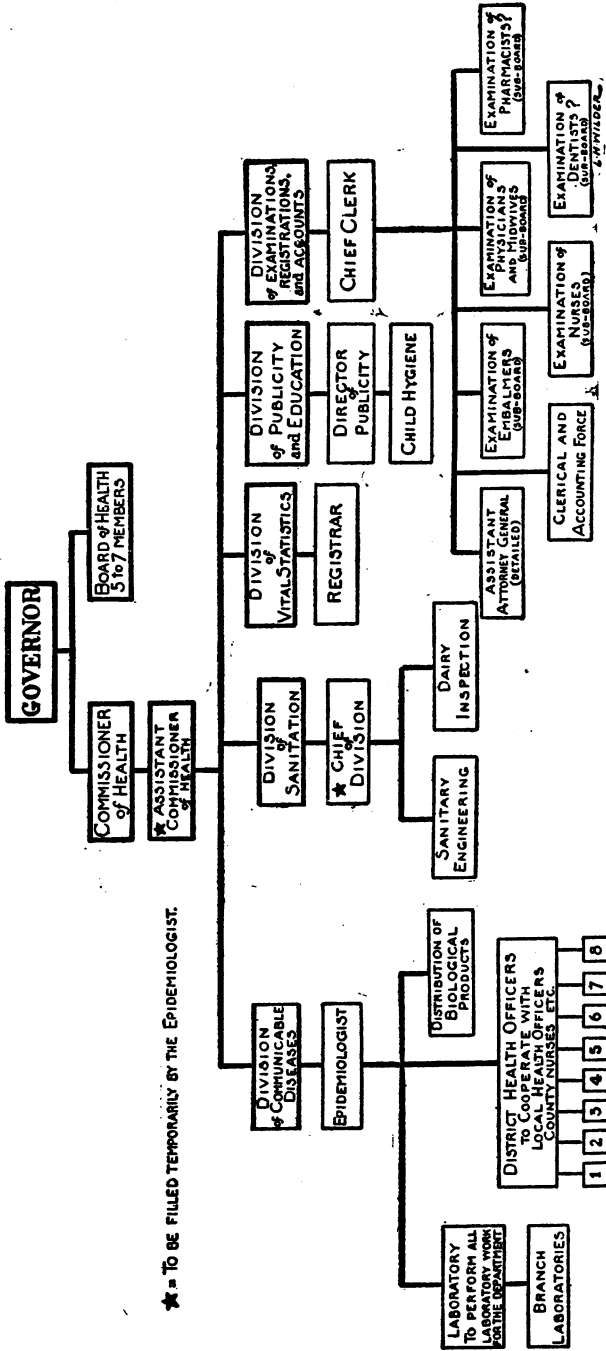 GOVERNOR
COMMISSIONER
of HEALTH
BOARD of HEALTH
5 to 7 MEMBERS
★ ASSISTANT
COMMISSIONER
of HEALTH
★ = TO BE FILLED TEMPORARILY BY THE EPIDEMIOLOGIST.
DIVISION
of COMMUNICABLE
DISEASES
DIVISION
of
SANITATION
DIVISION
of
VITAL STATISTICS
DIVISION
of PUBLICITY
and EDUCATION
DIVISION
of EXAMINATIONS,
REGISTRATIONS,
and ACCOUNTS
EPIDEMIOLOGIST
★ CHIEF
of
DIVISION
REGISTRAR
DIRECTOR
of
PUBLICITY
CHIEF CLERK
CHILD HYGIENE
LABORATORY
TO PERFORM ALL
LABORATORY WORK
FOR THE DEPARTMENT
DISTRIBUTION OF
BIOLOGICAL
PRODUCTS
SANITARY
ENGINEERING
DAIRY
INSPECTION
ASSISTANT
ATTORNEY GENERAL
(DETAILED)
EXAMINATION of
EMBALMERS
(SUB-BOARD)
EXAMINATION of
PHYSICIANS
AND MIDWIVES
(SUB-BOARD)
EXAMINATION of
PHARMACISTS?
(SUB-BOARD)
BRANCH
LABORATORIES
DISTRICT HEALTH OFFICERS
TO COOPERATE WITH
LOCAL HEALTH OFFICERS
COUNTY NURSES ETC.
1 2 3 4 5 6 7 8
CLERICAL AND
ACCOUNTING FORCE
EXAMINATION of
NURSES
(SUB-BOARD)
EXAMINATION of
DENTISTS?
(SUB-BOARD)
L.H. WILDER.